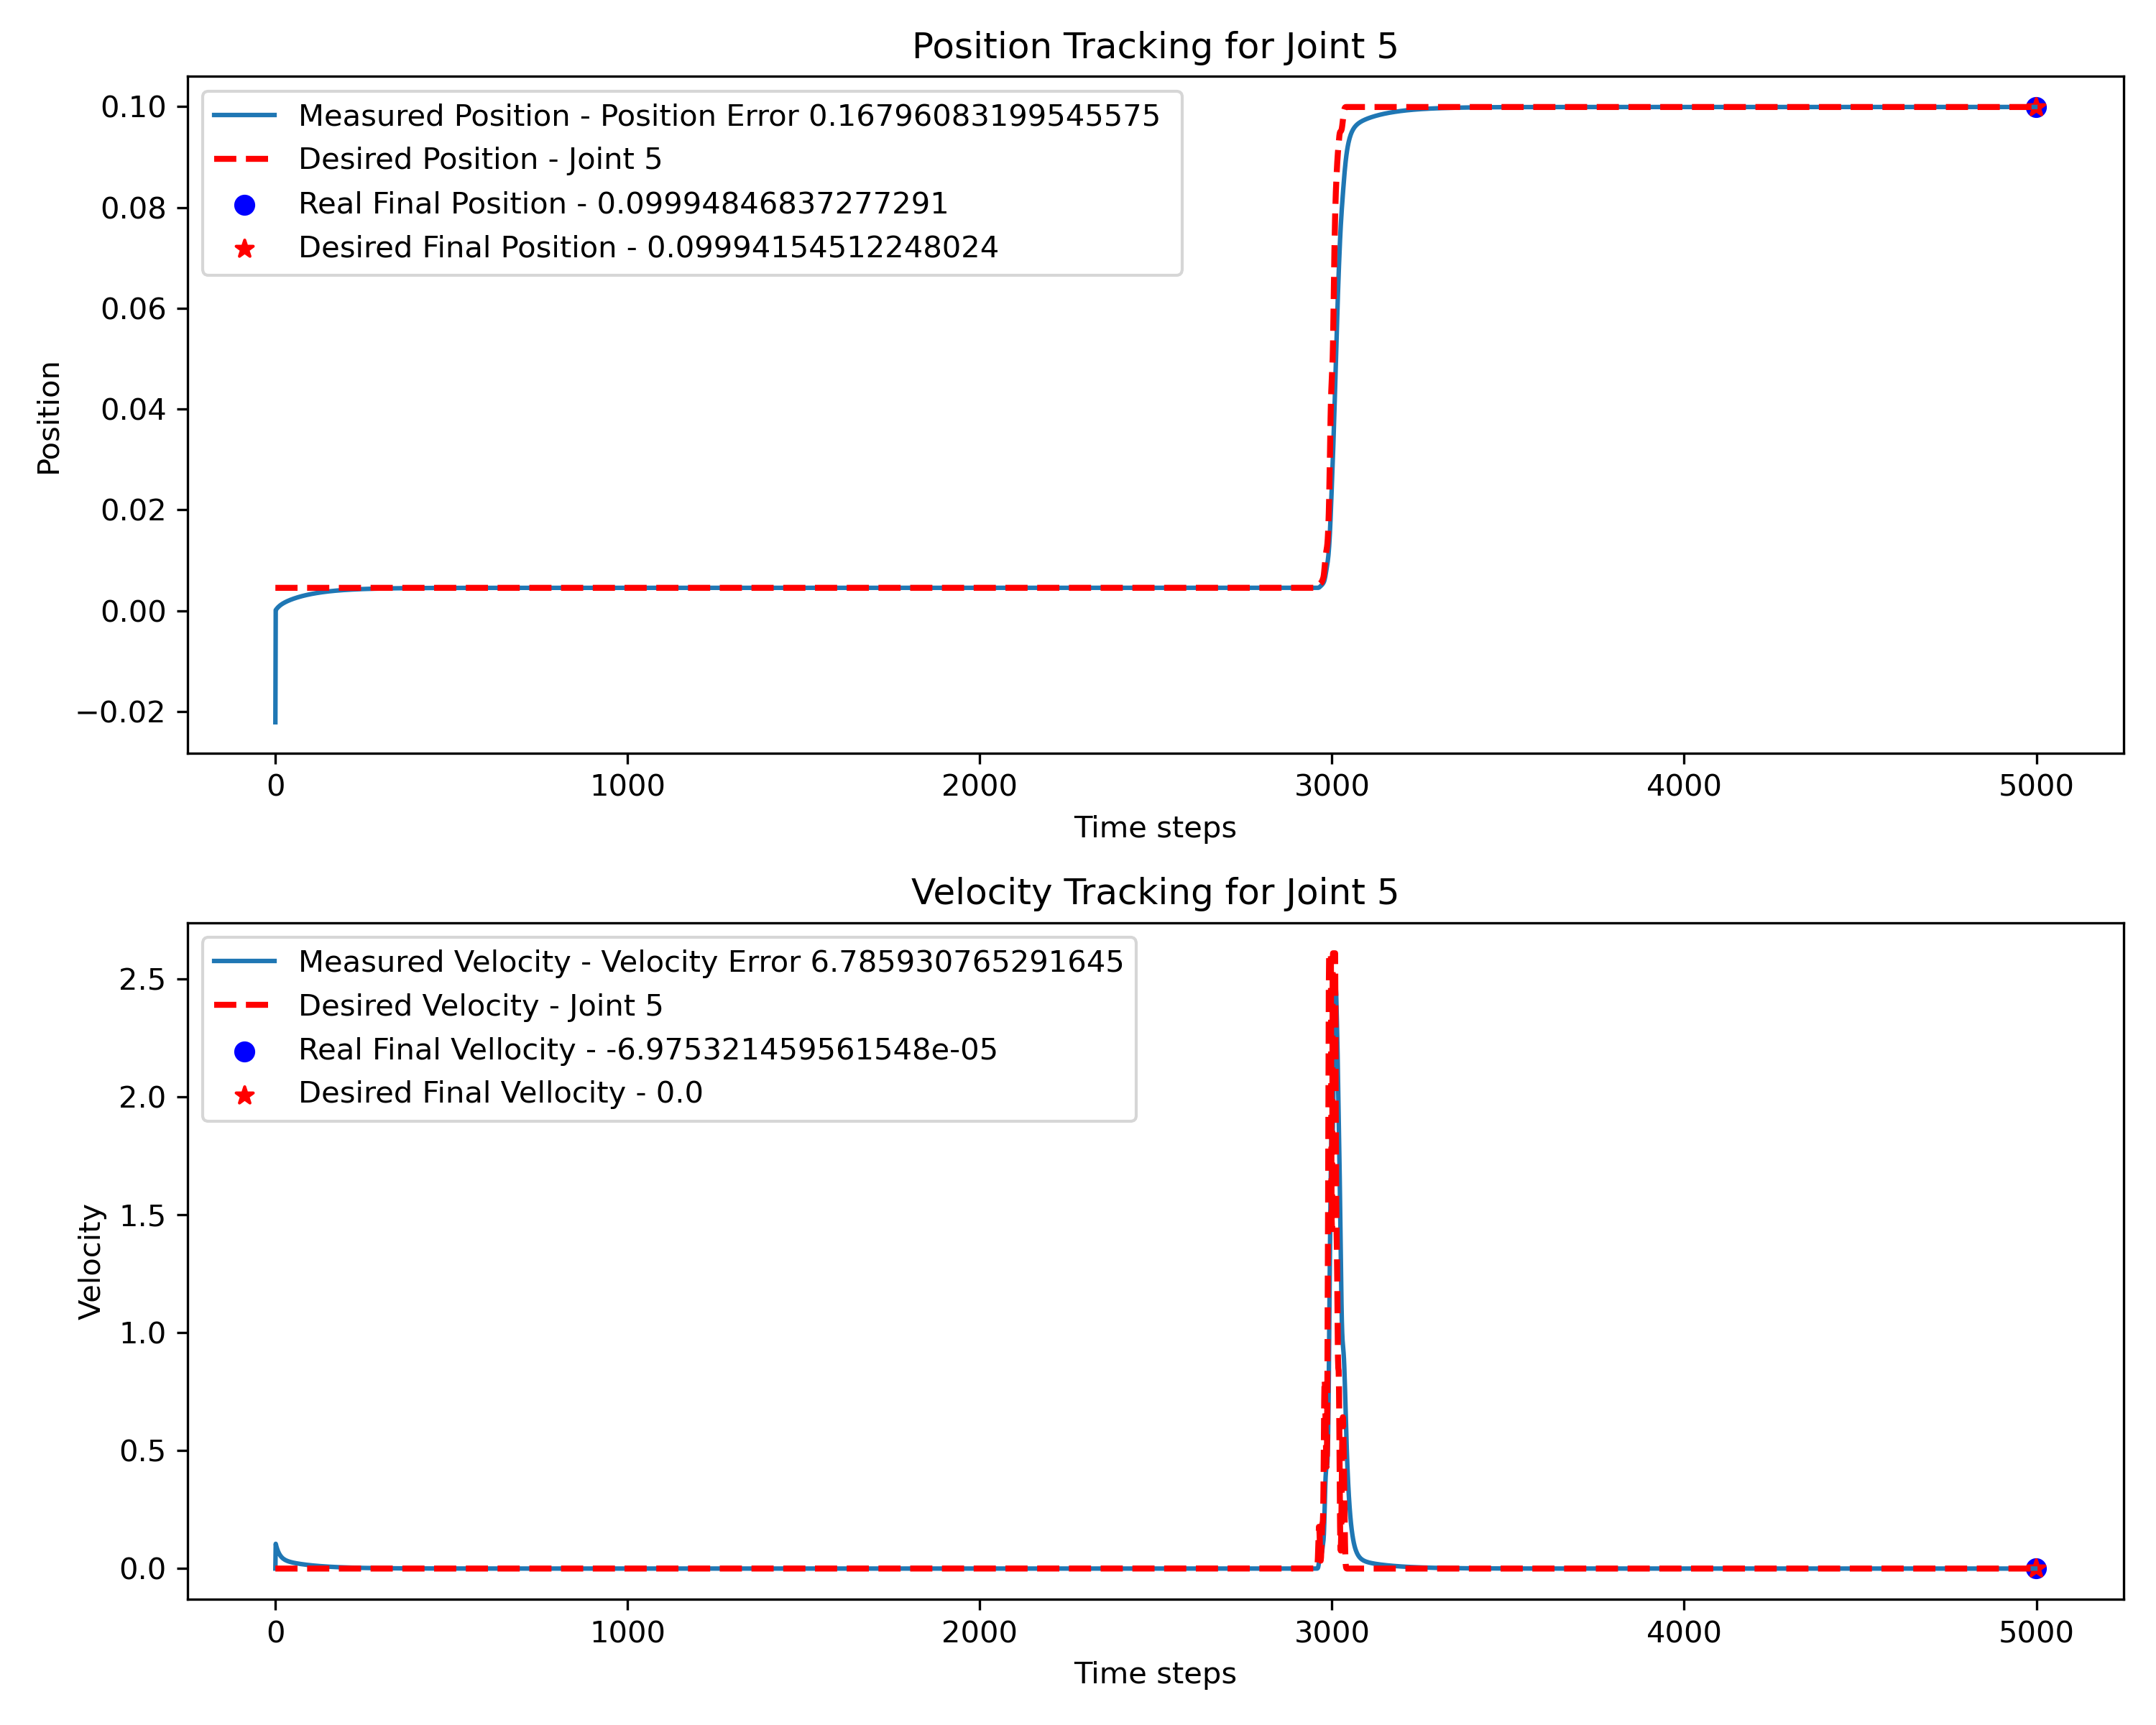 Position Tracking for Joint 5
Measured Position - Position Error 0.16796083199545575
Desired Position - Joint 5
Real Final Position - 0.09994846837277291
Desired Final Position - 0.09994154512248024
0.10
0.08
0.06
0.04
0.02
0.00
−0.02
Position
0 1000 2000 3000 4000 5000
Time steps
Velocity Tracking for Joint 5
Measured Velocity - Velocity Error 6.785930765291645
Desired Velocity - Joint 5
Real Final Vellocity - -6.975321459561548e-05
Desired Final Vellocity - 0.0
2.5
2.0
1.5
1.0
0.5
0.0
Velocity
0 1000 2000 3000 4000 5000
Time steps